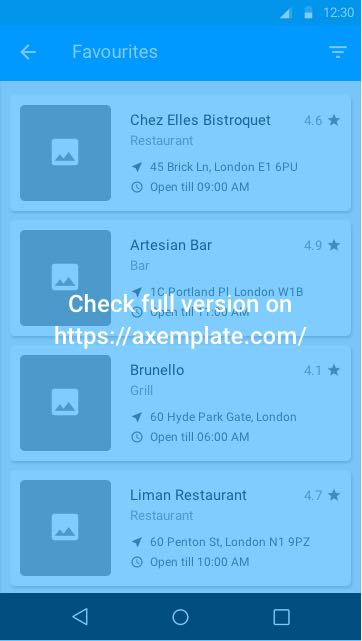 12:30
Favourites
Chez Elles Bistroquet 4.6
Restaurant
45 Brick Ln, London E1 6PU
Open till 09:00 AM
Artesian Bar 4.9
Bar
1C Portland Pl, London W1B
Open till 11:00 AM
Check full version on
https://axemplate.com/
Brunello 4.1
Grill
60 Hyde Park Gate, London
Open till 06:00 AM
Liman Restaurant 4.7
Restaurant
60 Penton St, London N1 9PZ
Open till 10:00 AM